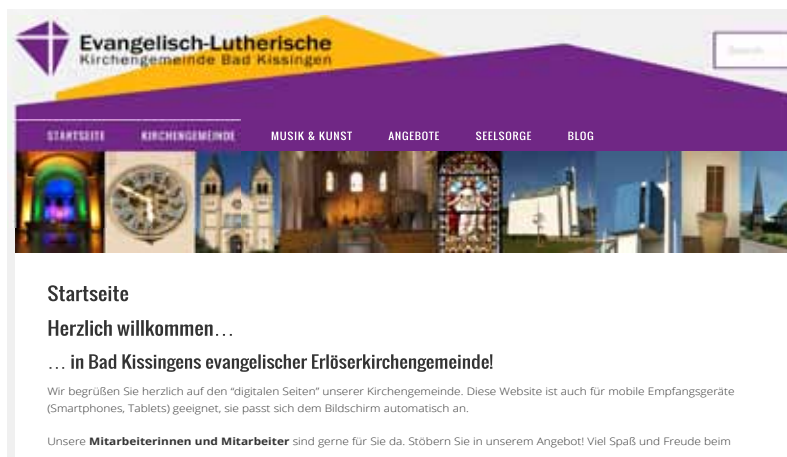 Evangelisch-Lutherische
Kirchengemeinde Bad Kissingen
Search
STARTSEITE KIRCHENGEMEINDE MUSIK & KUNST ANGEBOTE SEELSORGE BLOG
Startseite
Herzlich willkommen…
… in Bad Kissingens evangelischer Erlöserkirchengemeinde!
Wir begrüßen Sie herzlich auf den “digitalen Seiten” unserer Kirchengemeinde. Diese Website ist auch für mobile Empfangsgeräte
(Smartphones, Tablets) geeignet, sie passt sich dem Bildschirm automatisch an.
Unsere Mitarbeiterinnen und Mitarbeiter sind gerne für Sie da. Stöbern Sie in unserem Angebot! Viel Spaß und Freude beim